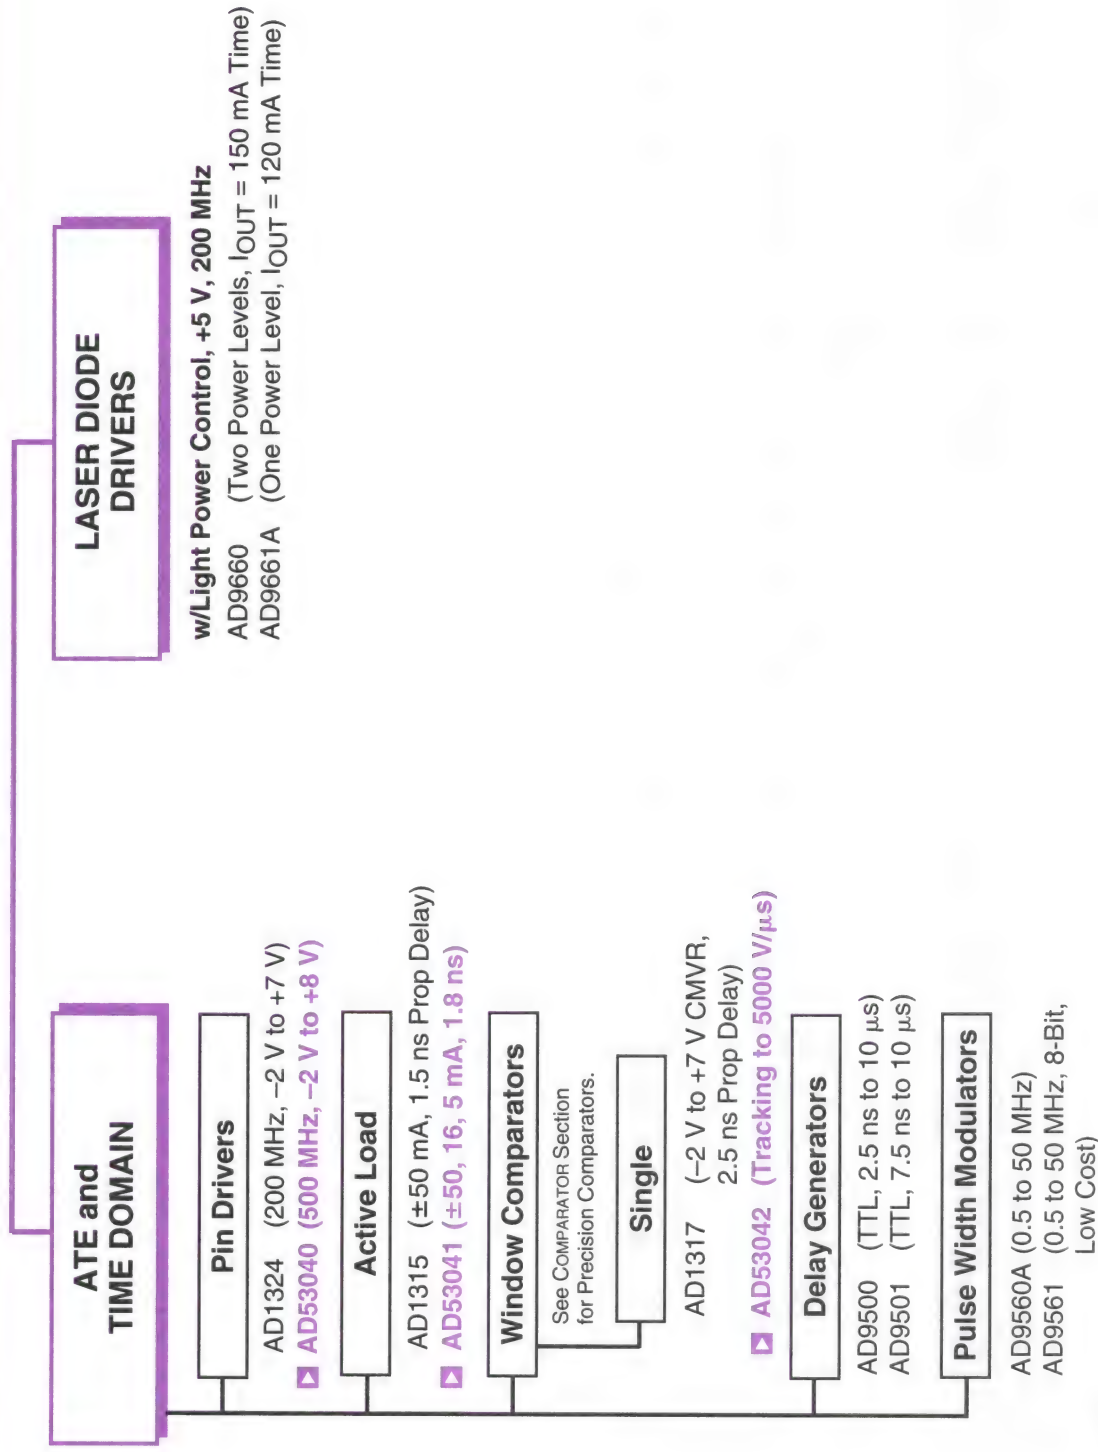 ATE and
TIME DOMAIN
Pin Drivers
AD1324 (200 MHz, –2 V to +7 V)
AD53040 (500 MHz, –2 V to +8 V)
Active Load
AD1315 (±50 mA, 1.5 ns Prop Delay)
AD53041 (±50, 16, 5 mA, 1.8 ns)
Window Comparators
See COMPARATOR Section
for Precision Comparators.
Single
AD1317 (–2 V to +7 V CMVR,
2.5 ns Prop Delay)
AD53042 (Tracking to 5000 V/µs)
Delay Generators
AD9500 (TTL, 2.5 ns to 10 µs)
AD9501 (TTL, 7.5 ns to 10 µs)
Pulse Width Modulators
AD9560A (0.5 to 50 MHz)
AD9561 (0.5 to 50 MHz, 8-Bit,
Low Cost)
LASER DIODE
DRIVERS
w/Light Power Control, +5 V, 200 MHz
AD9660 (Two Power Levels, IOUT = 150 mA Time)
AD9661A (One Power Level, IOUT = 120 mA Time)